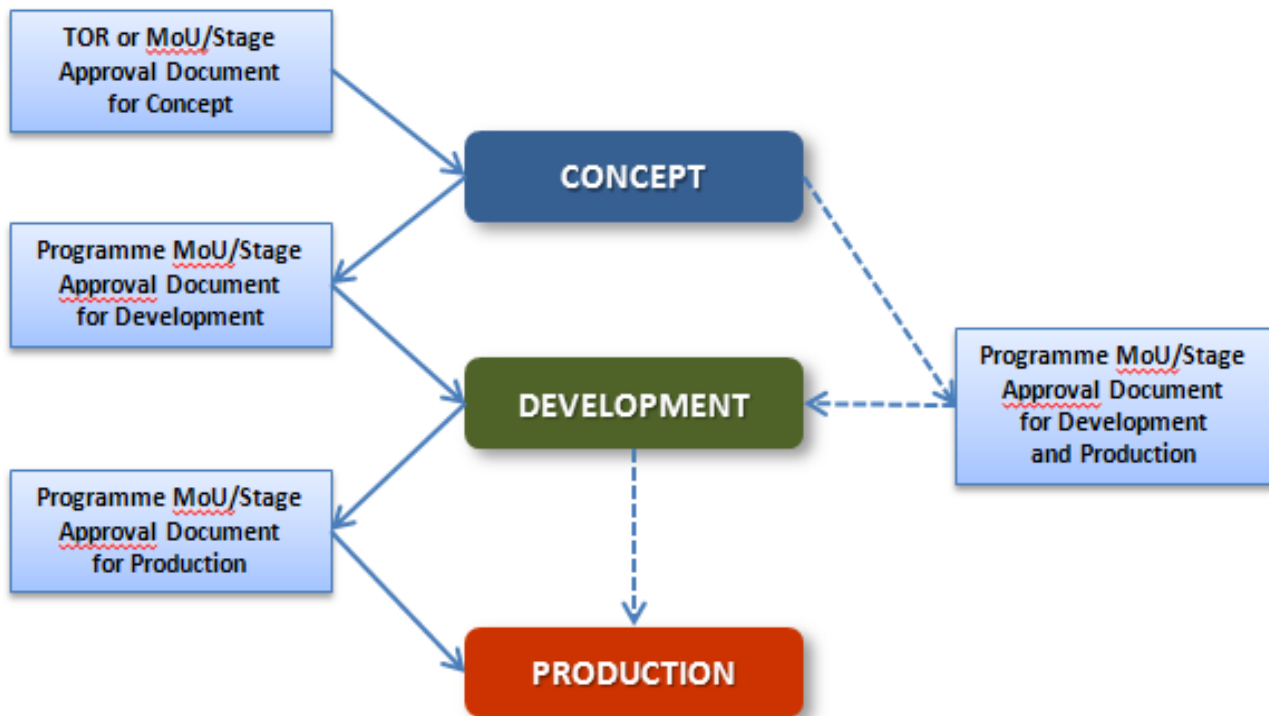 TOR or MoU/Stage
Approval Document
for Concept
CONCEPT
Programme MoU/Stage
Approval Document
for Development
DEVELOPMENT
Programme MoU/Stage
Approval Document
for Development
and Production
Programme MoU/Stage
Approval Document
for Production
PRODUCTION